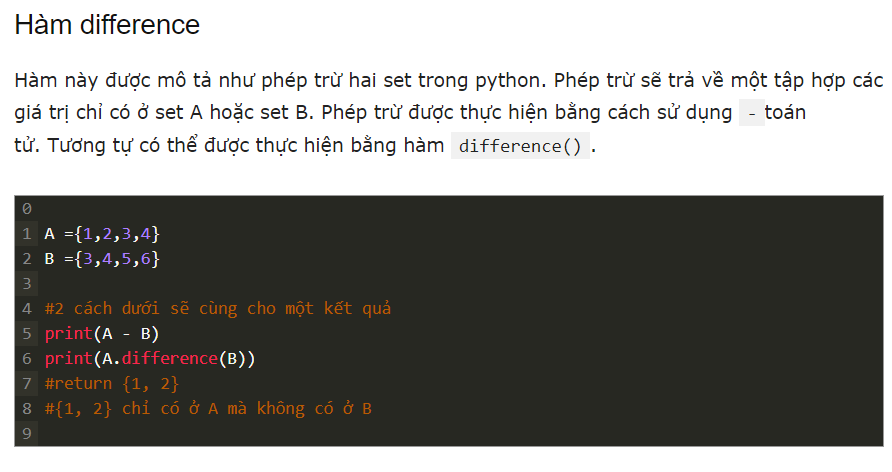 Hàm difference
Hàm này được mô tả như phép trừ hai set trong python. Phép trừ sẽ trả về một tập hợp các
giá trị chỉ có ở set A hoặc set B. Phép trừ được thực hiện bằng cách sử dụng - toán
tử. Tương tự có thể được thực hiện bằng hàm difference() .
0
1 A ={1,2,3,4}
2 B ={3,4,5,6}
3
4 #2 cách dưới sẽ cùng cho một kết quả
5 print(A - B)
6 print(A.difference(B))
7 #return {1, 2}
8 #{1, 2} chỉ có ở A mà không có ở B
9